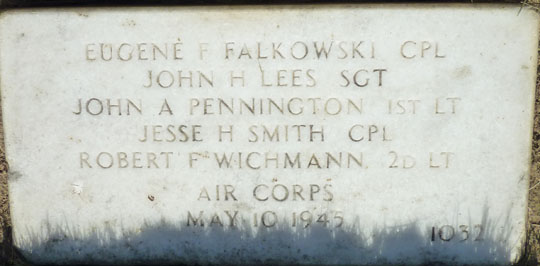 EUGENE F FALKOWSKI CPL
JOHN H LEES SGT
JOHN A PENNINGTON 1ST LT
JESSE H SMITH CPL
ROBERT F WICHMANN 2D LT
AIR CORPS
MAY 10 1945
1032